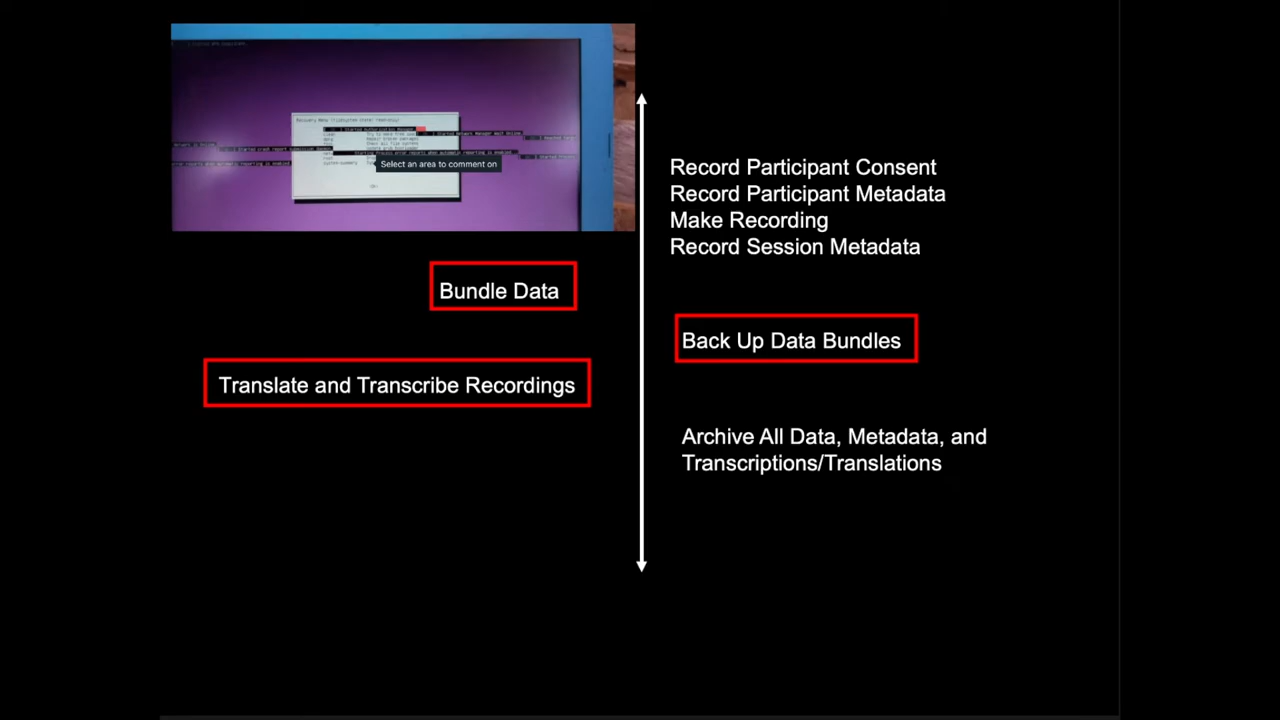 Select an area to comment on
Record Participant Consent
Record Participant Metadata
Make Recording
Record Session Metadata
Bundle Data
Back Up Data Bundles
Translate and Transcribe Recordings
Archive All Data, Metadata, and
Transcriptions/Translations